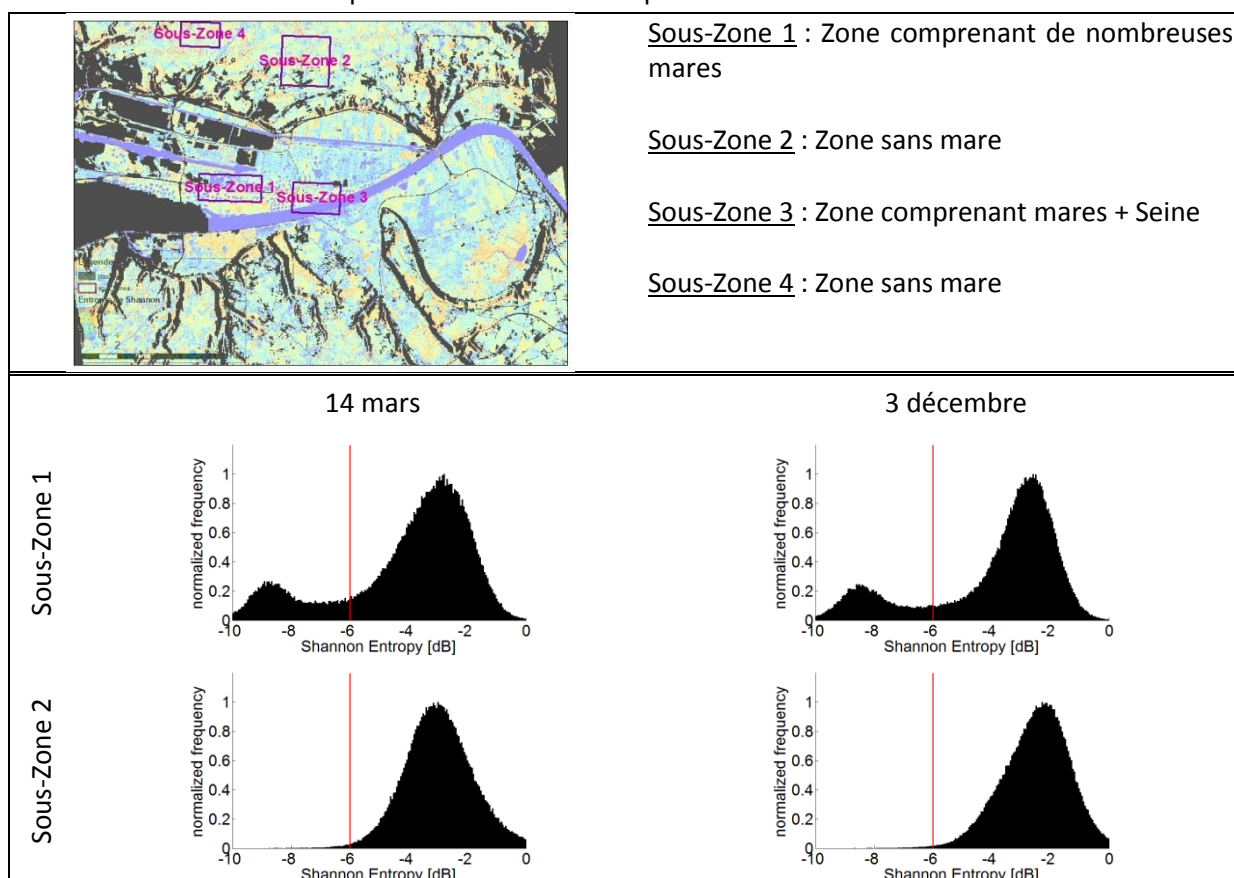 Sous-Zone 4
Sous-Zone 2
Sous-Zone 1
Sous-Zone 3
Entropie de Shannon
Sous-Zone 1 : Zone comprenant de nombreuses
mares
Sous-Zone 2 : Zone sans mare
Sous-Zone 3 : Zone comprenant mares + Seine
Sous-Zone 4 : Zone sans mare
14 mars
3 décembre
Sous-Zone 1
normalized frequency
1
0.8
0.6
0.4
0.2
0
-10 -8 -6 -4 -2 0
Shannon Entropy [dB]
normalized frequency
1
0.8
0.6
0.4
0.2
0
-10 -8 -6 -4 -2 0
Shannon Entropy [dB]
Sous-Zone 2
normalized frequency
1
0.8
0.6
0.4
0.2
0
-10 -8 -6 -4 -2 0
Shannon Entropy [dB]
normalized frequency
1
0.8
0.6
0.4
0.2
0
-10 -8 -6 -4 -2 0
Shannon Entropy [dB]